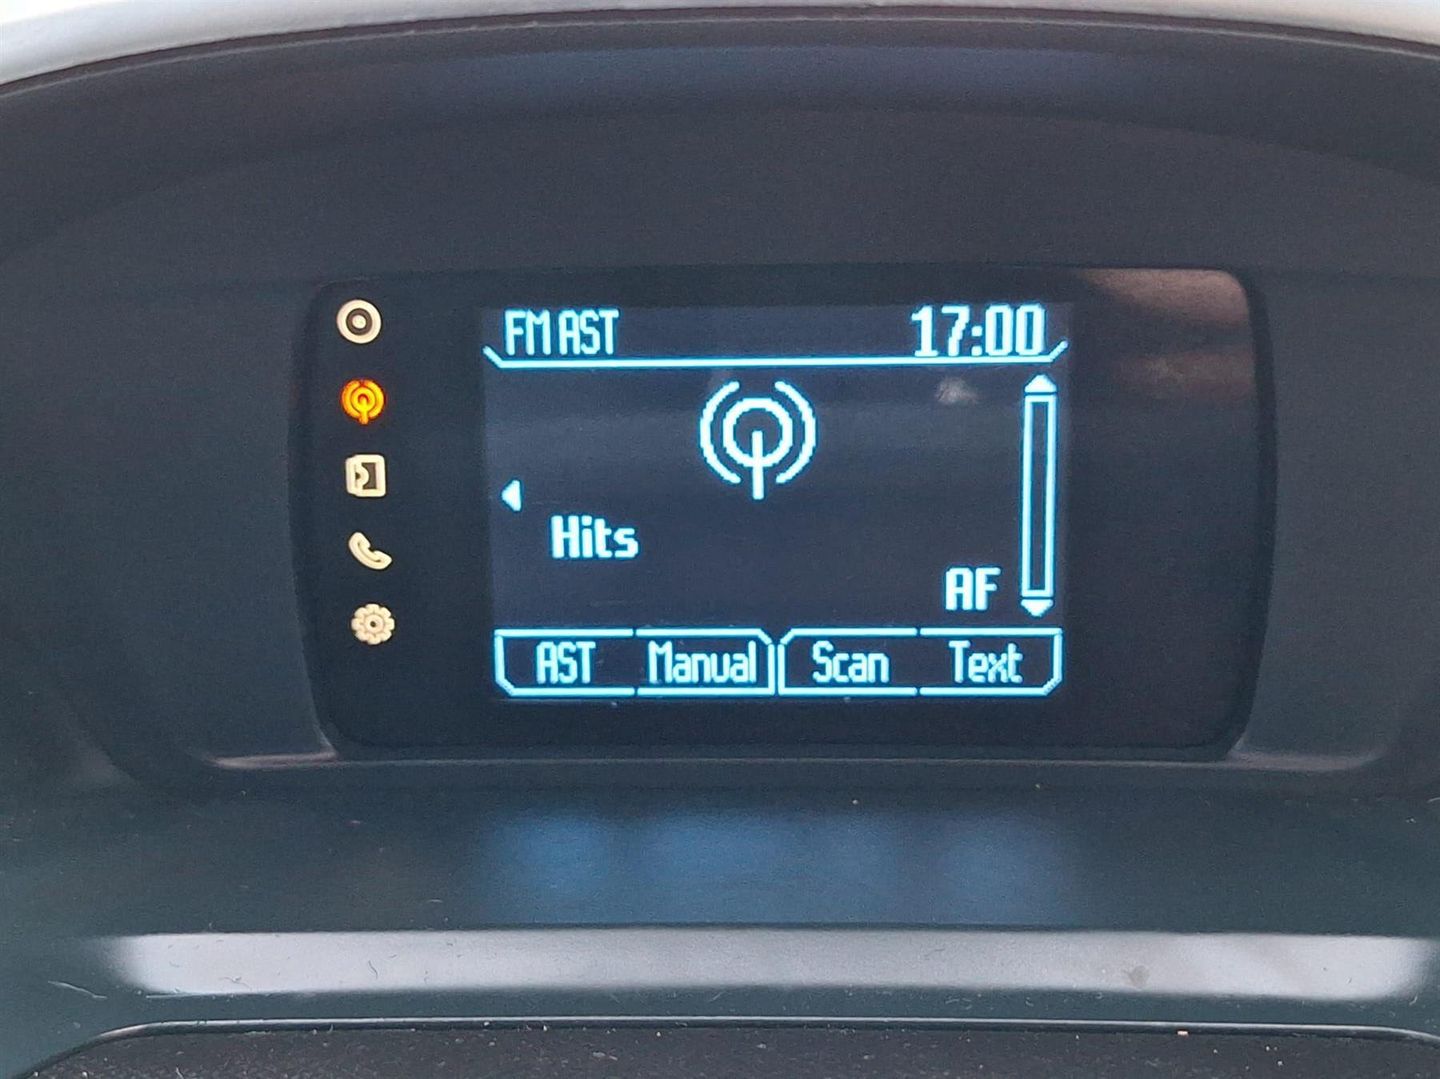 FM AST 17:00
Hits
AF
AST Manual Scan Text